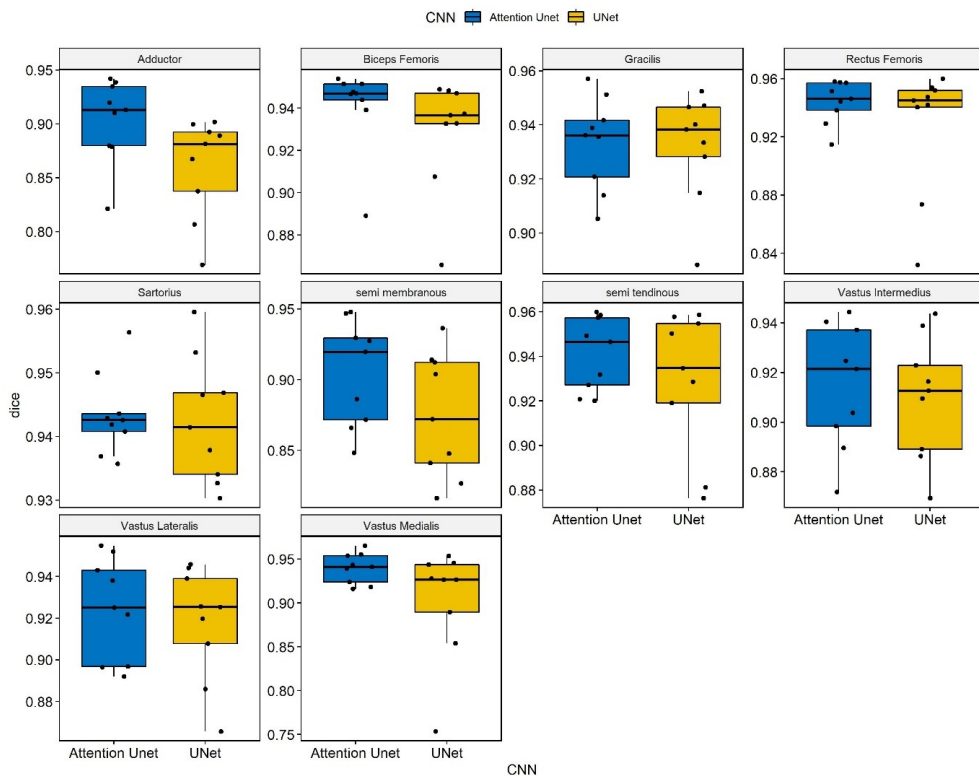 CNN Attention Unet UNet
Adductor Biceps Femoris Gracilis Rectus Femoris
0.95 0.94 0.96 0.96
0.90 0.92 0.94 0.92
0.85 0.90 0.92 0.88
0.80 0.88 0.90 0.84
Sartorius semi membranous semi tendinous Vastus Intermedius
0.96 0.95 0.96 0.94
0.95 0.90 0.94 0.92
0.94 0.85 0.92 0.90
0.93 0.90 0.88
0.88
dice
Vastus Lateralis Vastus Medialis Attention Unet UNet Attention Unet UNet
0.94 0.95
0.92 0.90
0.90 0.85
0.88 0.80
0.75
Attention Unet UNet Attention Unet UNet
CNN